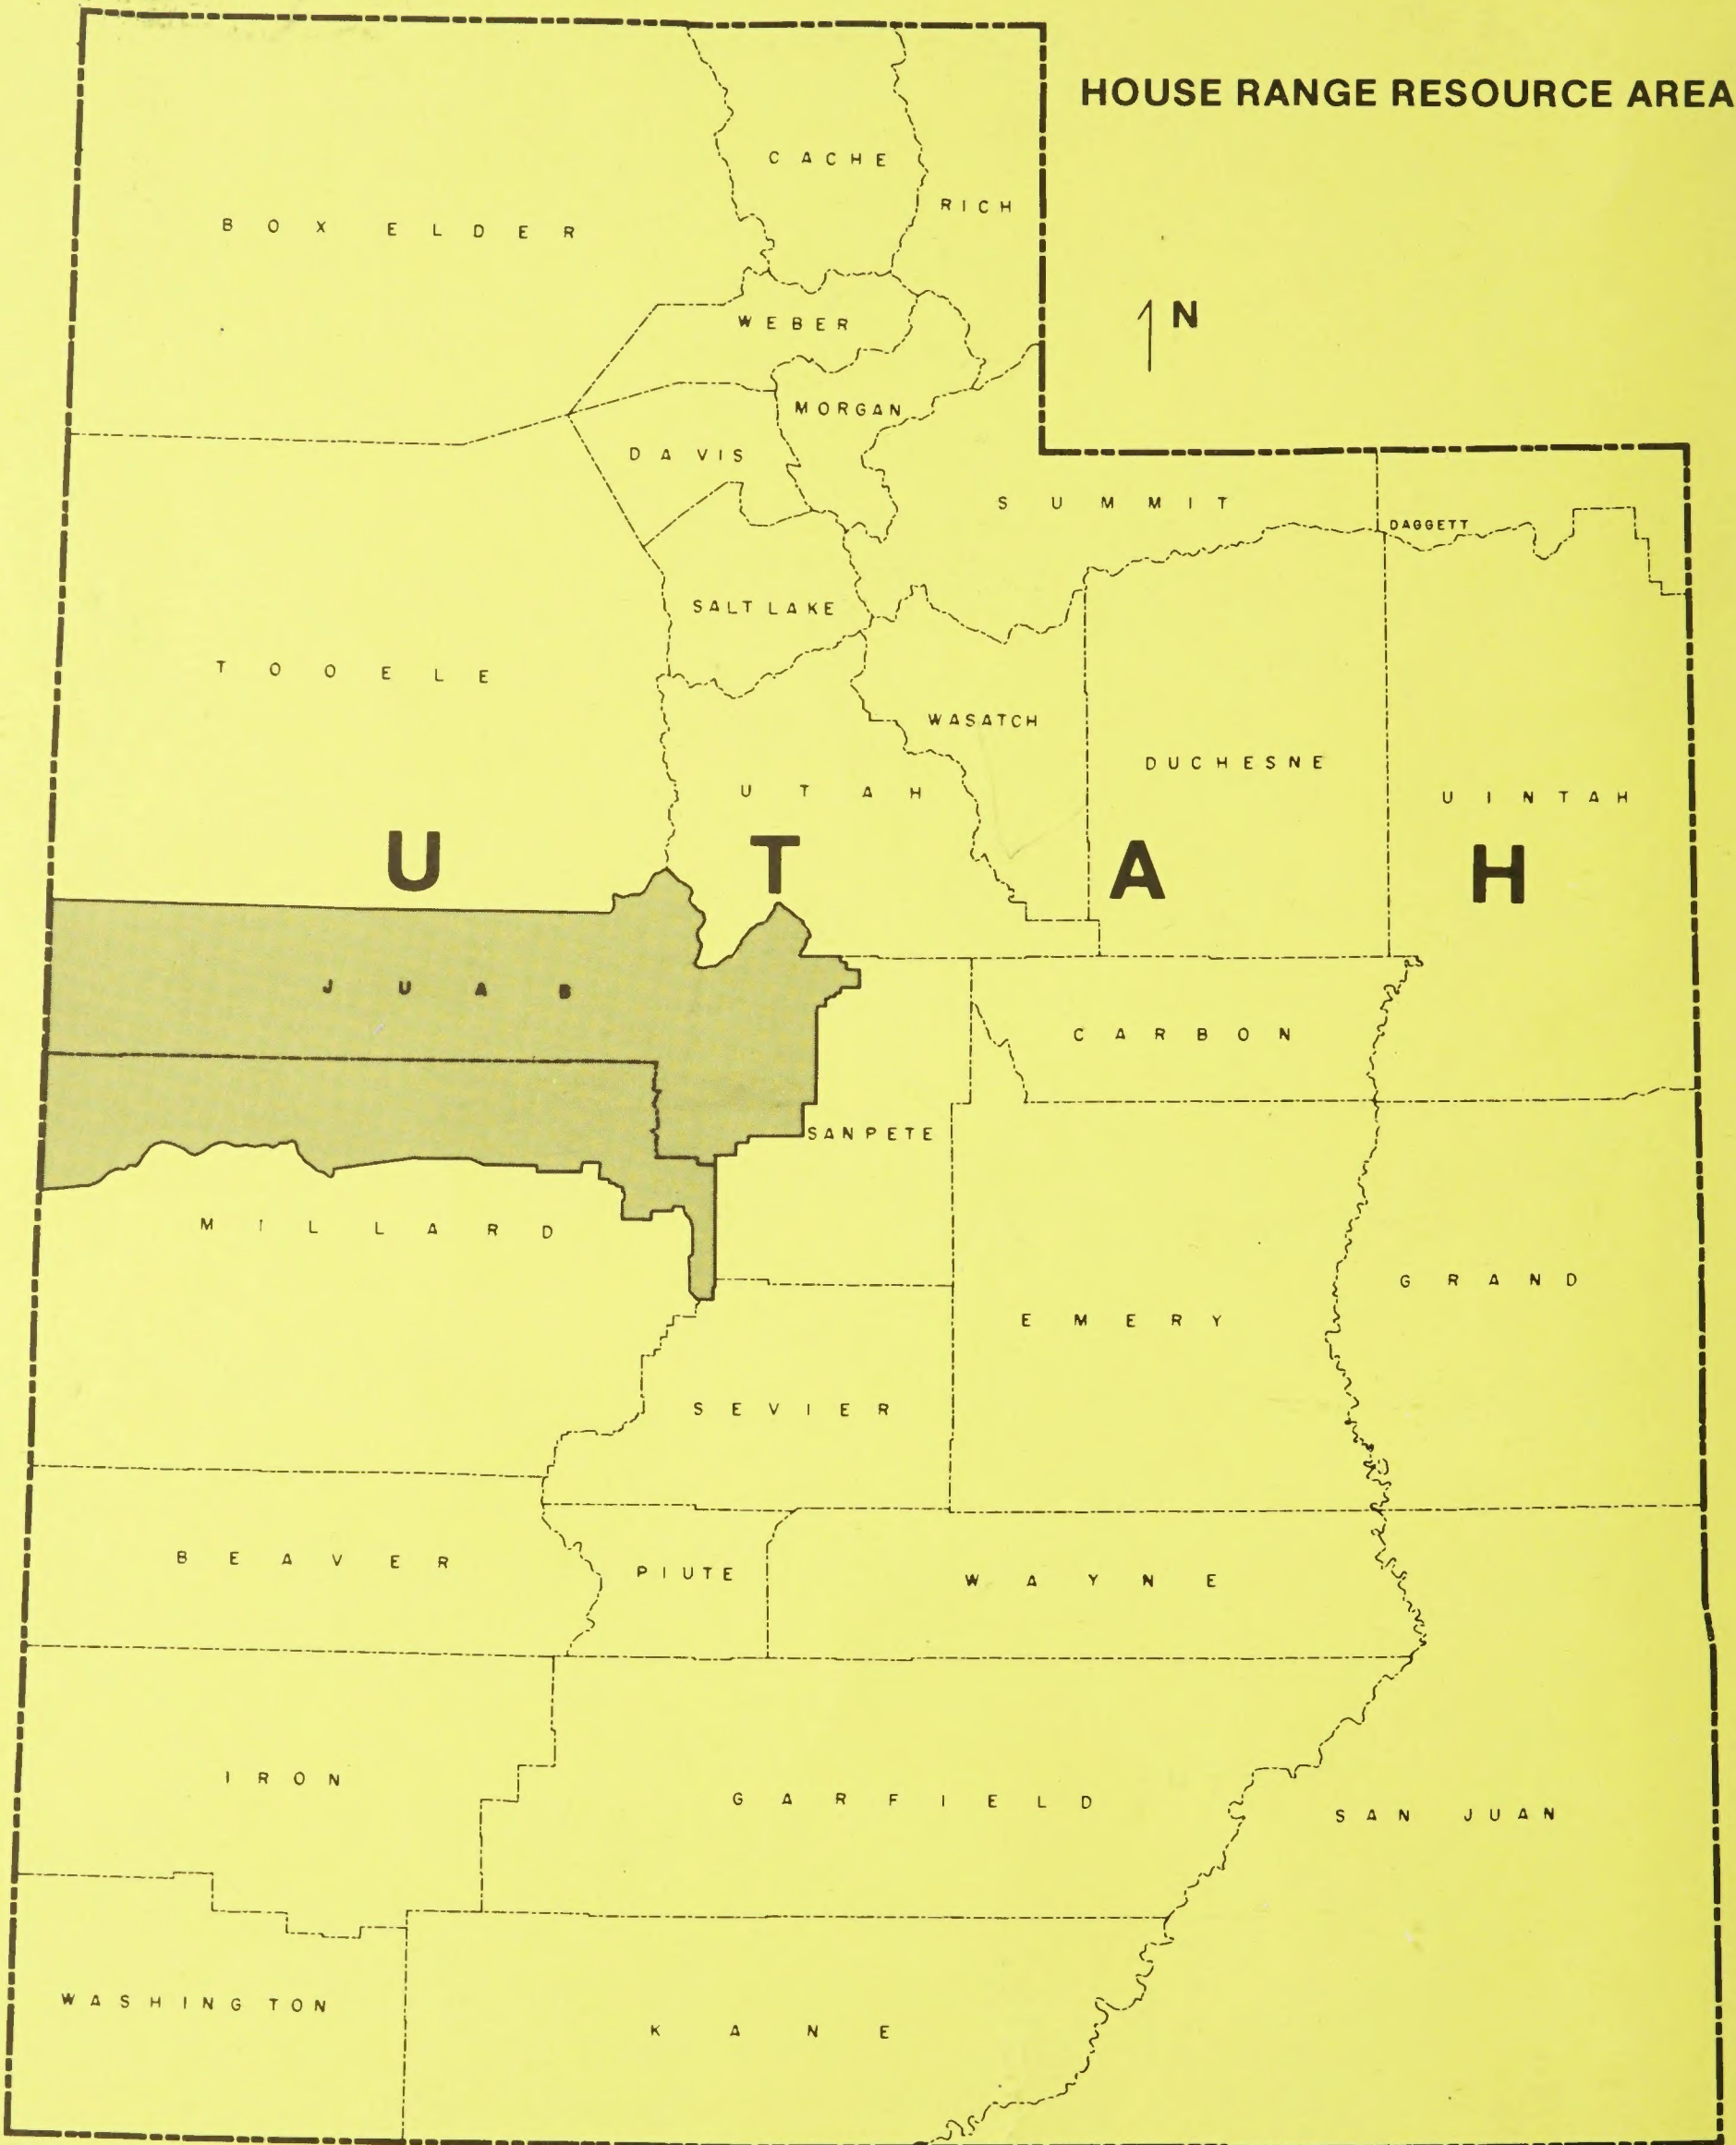 HOUSE RANGE RESOURCE AREA
CACHE
RICH
BOX ELDER
N
WEBER
MORGAN
DAVIS
SUMMIT
DAGGETT
SALT LAKE
TOOELE
WASATCH
DUCHESNE
UTAH
UINTAH
U T A H
JUAB
CARBON
SANPETE
MILLARD
GRAND
EMERY
SEVIER
BEAVER
PIUTE
WAYNE
IRON
GARFIELD
SAN JUAN
WASHINGTON
KANE